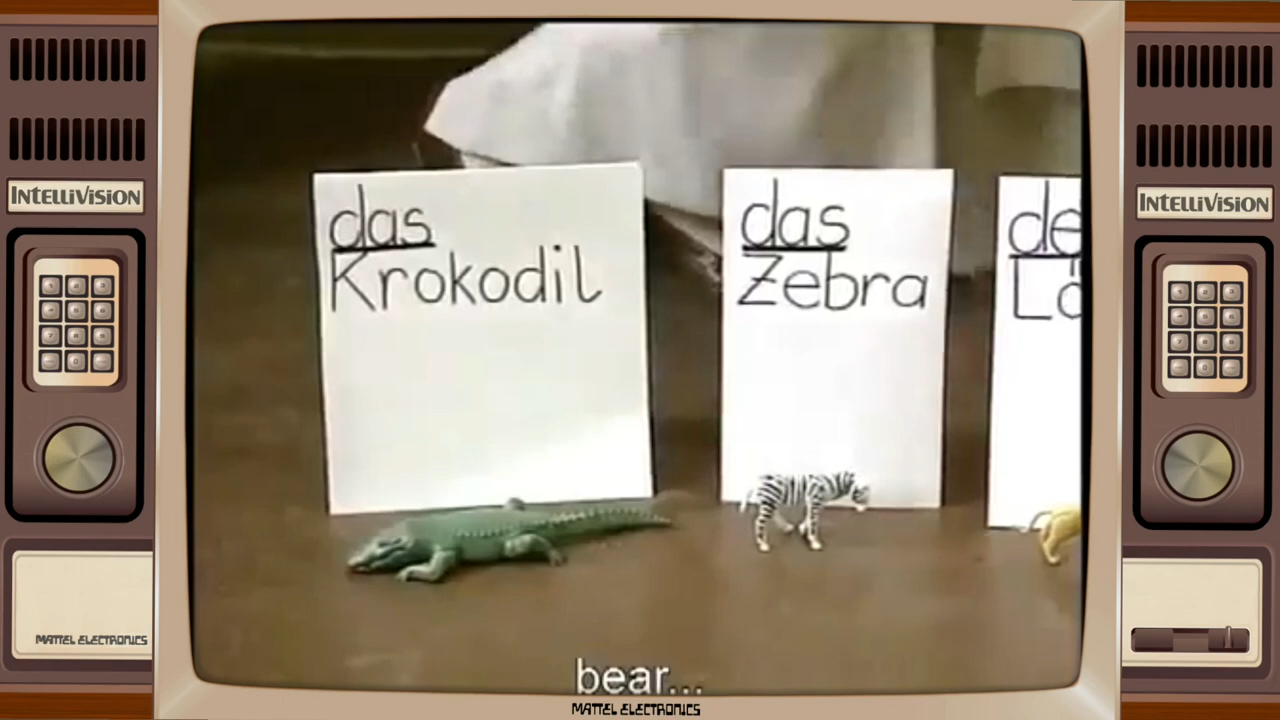 das
Krokodil
das
Zebra
INTELLIVISION
INTELLIVISION
MATTEL ELECTRONICS
bear...
MATTEL ELECTRONICS